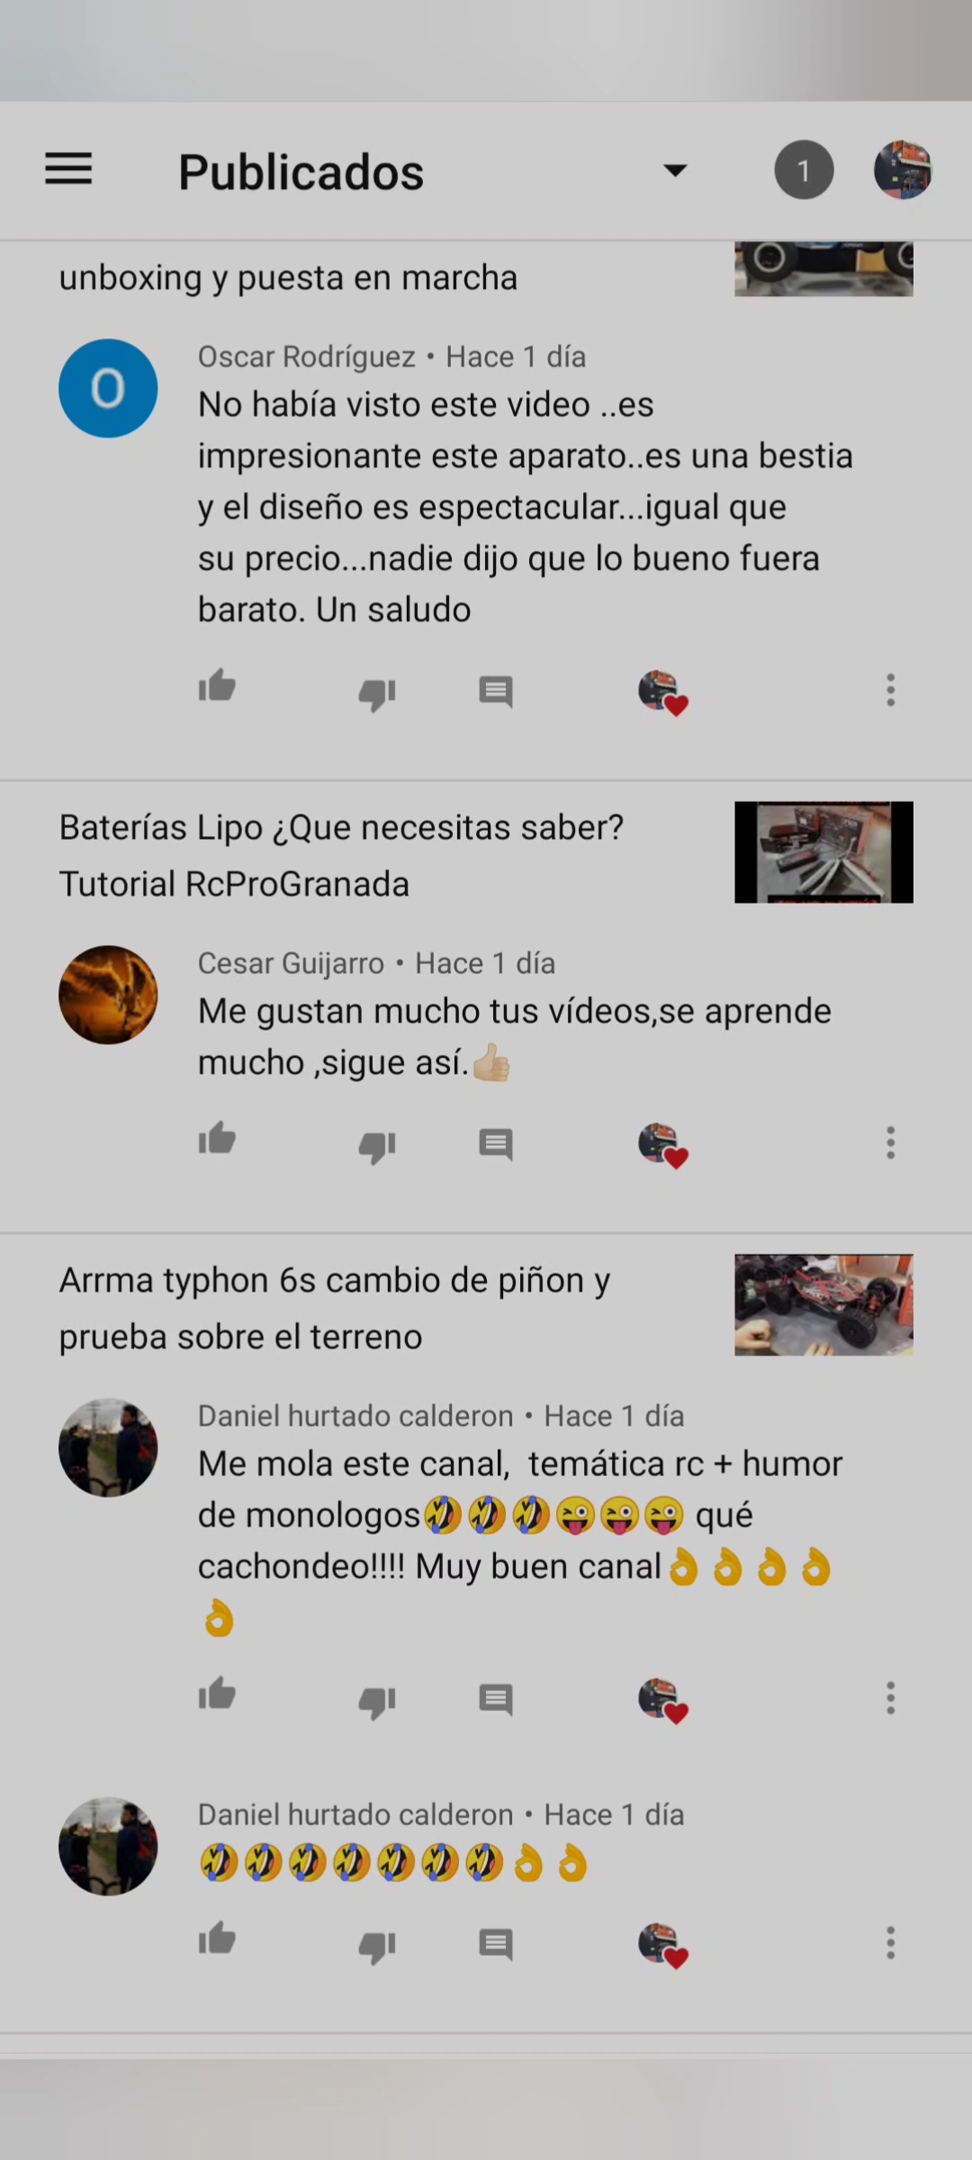 Publicados
1
unboxing y puesta en marcha
O
Oscar Rodríguez • Hace 1 día
No había visto este video ..es
impresionante este aparato..es una bestia
y el diseño es espectacular...igual que
su precio...nadie dijo que lo bueno fuera
barato. Un saludo
Baterías Lipo ¿Que necesitas saber?
Tutorial RcProGranada
Cesar Guijarro • Hace 1 día
Me gustan mucho tus vídeos,se aprende
mucho ,sigue así.👍🏻
Arrma typhon 6s cambio de piñon y
prueba sobre el terreno
Daniel hurtado calderon • Hace 1 día
Me mola este canal,  temática rc + humor
de monologos🤣🤣🤣😜😜😜 qué
cachondeo!!!! Muy buen canal👌👌👌👌
👌
Daniel hurtado calderon • Hace 1 día
🤣🤣🤣🤣🤣🤣🤣👌👌